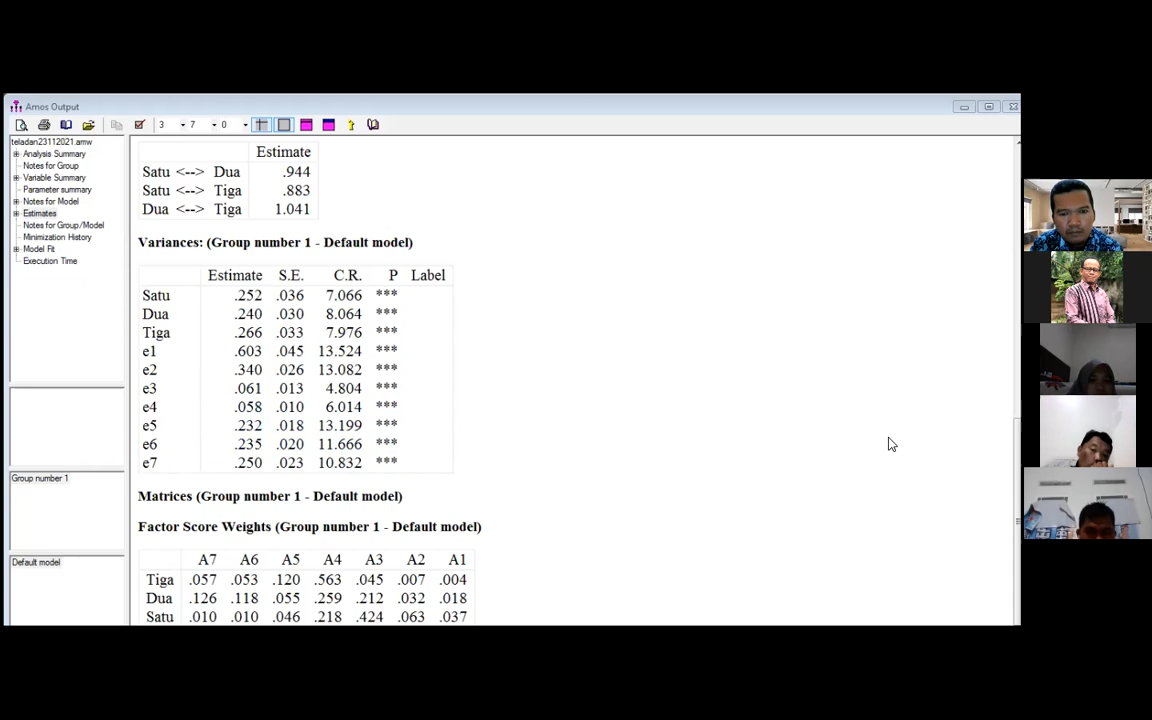 Amos Output
3 7 0
teladan23112021.amw
Analysis Summary
Notes for Group
Variable Summary
Parameter summary
Notes for Model
Estimates
Notes for Group/Model
Minimization History
Model Fit
Execution Time
Group number 1
Default model
Estimate
Satu <--> Dua .944
Satu <--> Tiga .883
Dua <--> Tiga 1.041
Variances: (Group number 1 - Default model)
Estimate S.E. C.R. P Label
Satu .252 .036 7.066 ***
Dua .240 .030 8.064 ***
Tiga .266 .033 7.976 ***
e1 .603 .045 13.524 ***
e2 .340 .026 13.082 ***
e3 .061 .013 4.804 ***
e4 .058 .010 6.014 ***
e5 .232 .018 13.199 ***
e6 .235 .020 11.666 ***
e7 .250 .023 10.832 ***
Matrices (Group number 1 - Default model)
Factor Score Weights (Group number 1 - Default model)
A7 A6 A5 A4 A3 A2 A1
Tiga .057 .053 .120 .563 .045 .007 .004
Dua .126 .118 .055 .259 .212 .032 .018
Satu .010 .010 .046 .218 .424 .063 .037